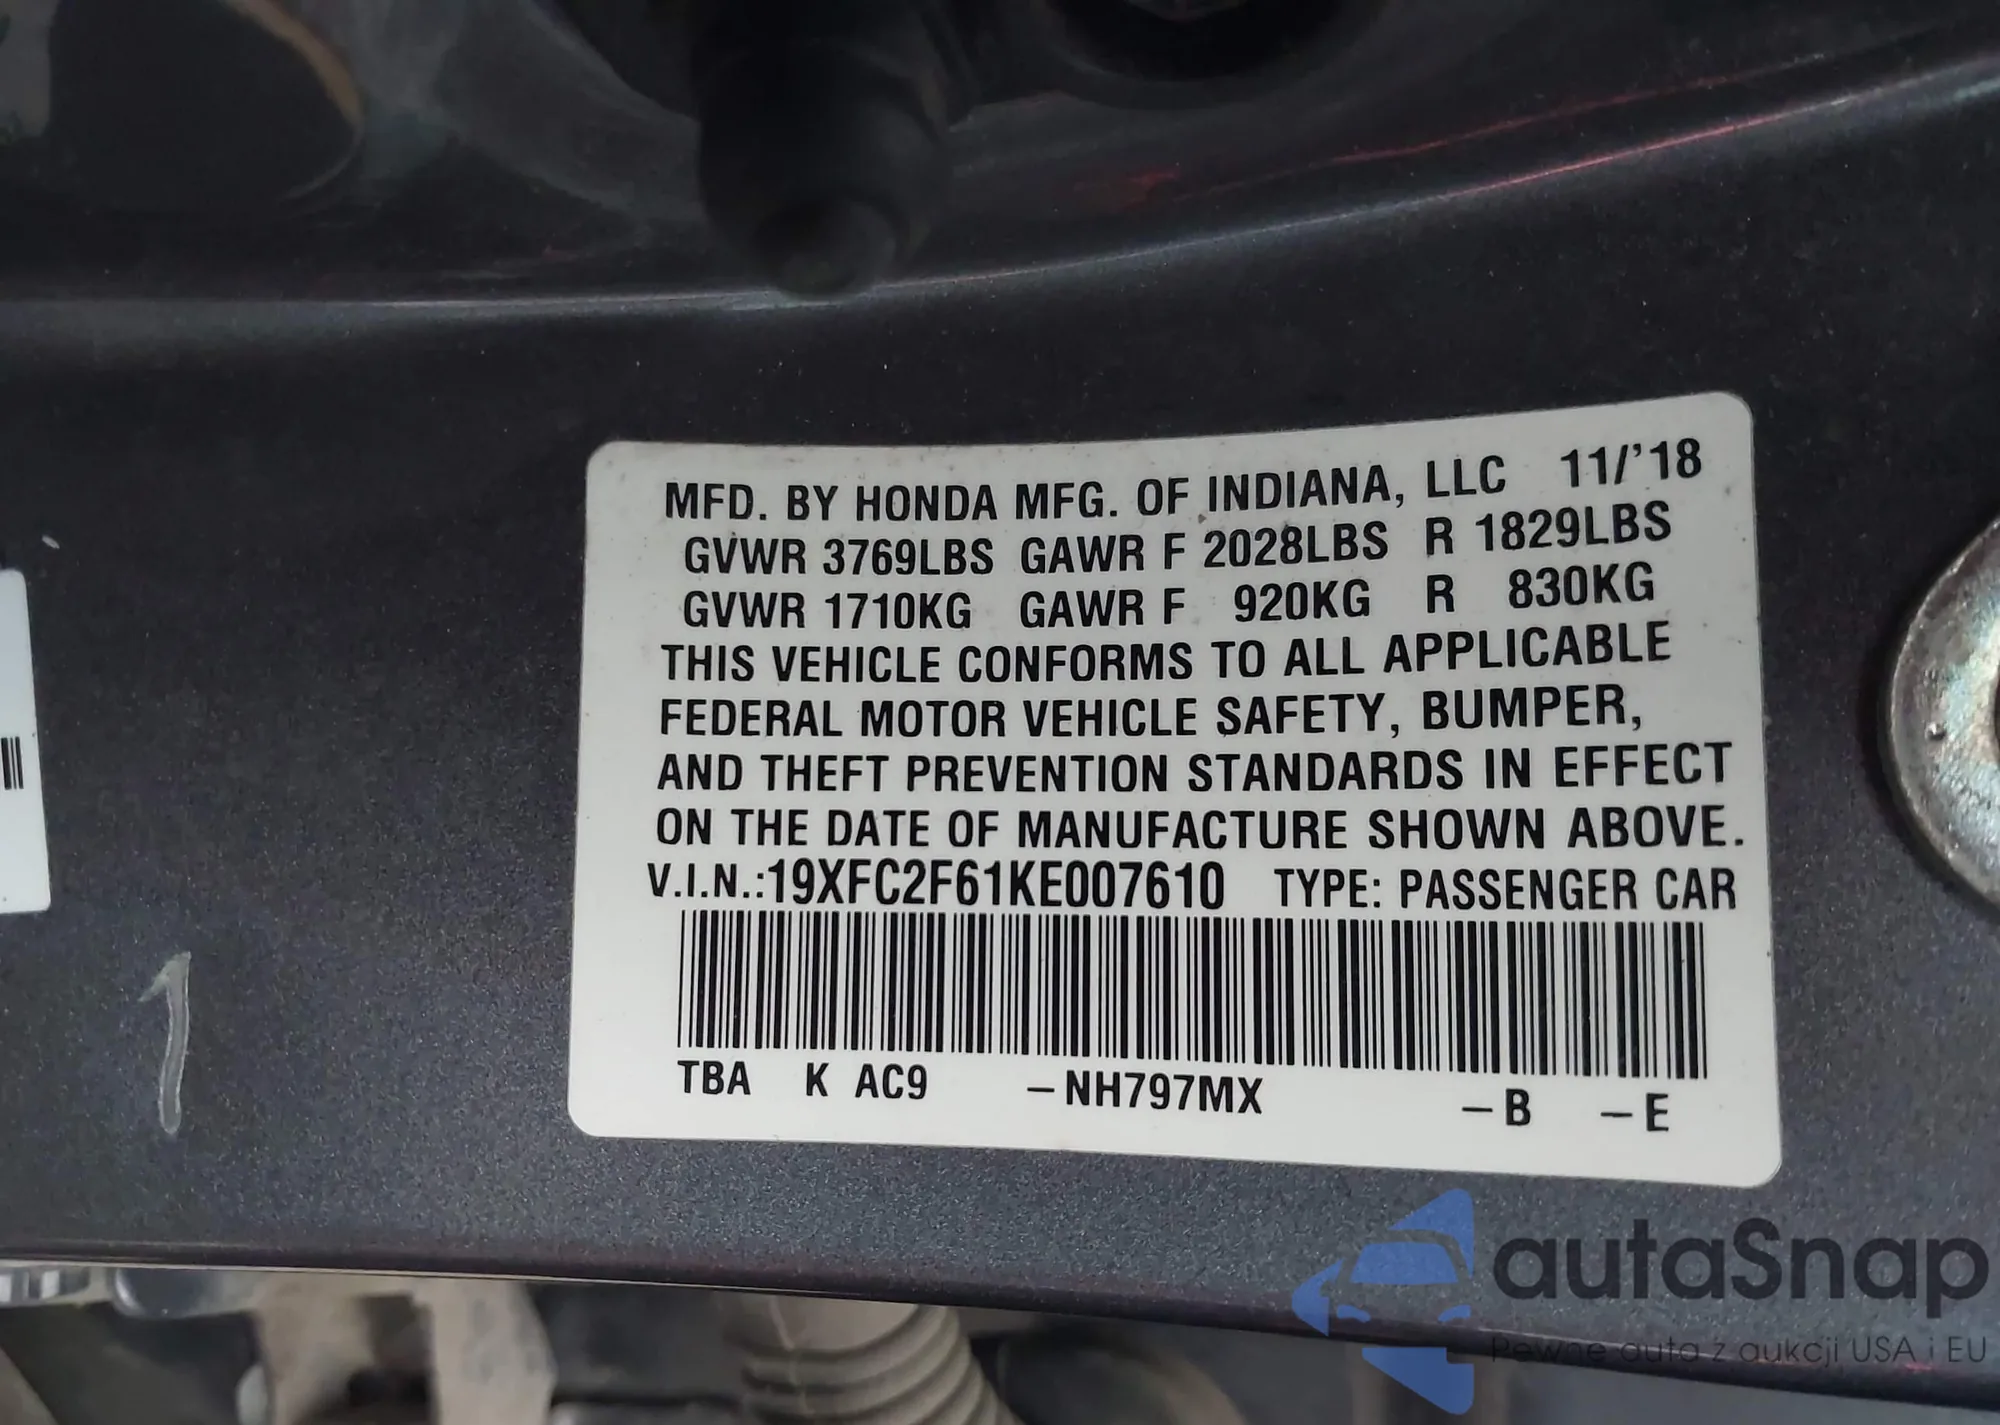 MFD. BY HONDA MFG. OF INDIANA, LLC 11/'18
GVWR 3769LBS GAWR F 2028LBS R 1829LBS
GVWR 1710KG GAWR F 920KG R 830KG
THIS VEHICLE CONFORMS TO ALL APPLICABLE
FEDERAL MOTOR VEHICLE SAFETY, BUMPER,
AND THEFT PREVENTION STANDARDS IN EFFECT
ON THE DATE OF MANUFACTURE SHOWN ABOVE.
V.I.N.:19XFC2F61KE007610 TYPE: PASSENGER CAR
TBA K AC9 –NH797MX –B –E
1
autaSnap
Pewne auta z aukcji USA i EU